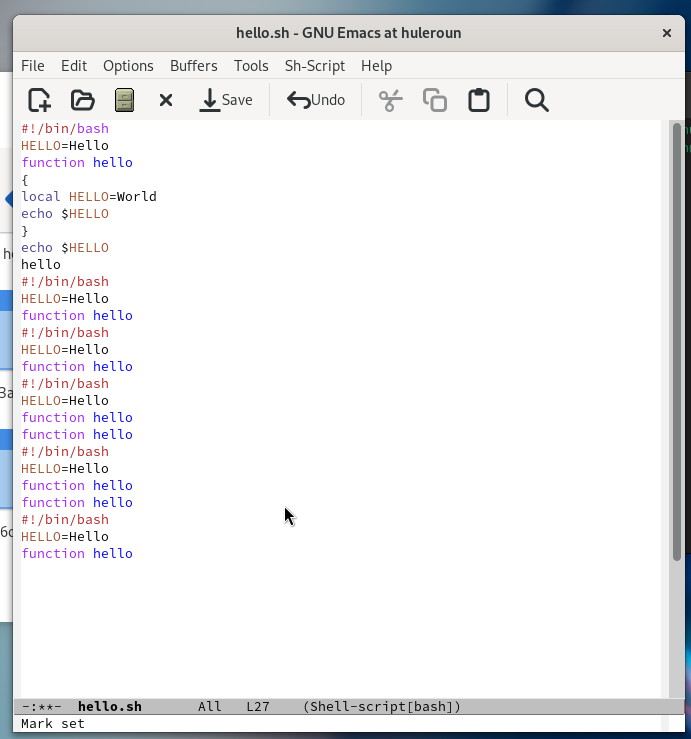 hello.sh - GNU Emacs at huleroun
File Edit Options Buffers Tools Sh-Script Help
Save Undo
#!/bin/bash
HELLO=Hello
function hello
{
local HELLO=World
echo $HELLO
}
echo $HELLO
hello
#!/bin/bash
HELLO=Hello
function hello
#!/bin/bash
HELLO=Hello
function hello
#!/bin/bash
HELLO=Hello
function hello
function hello
#!/bin/bash
HELLO=Hello
function hello
function hello
#!/bin/bash
HELLO=Hello
function hello
-:**- hello.sh All L27 (Shell-script[bash])
Mark set